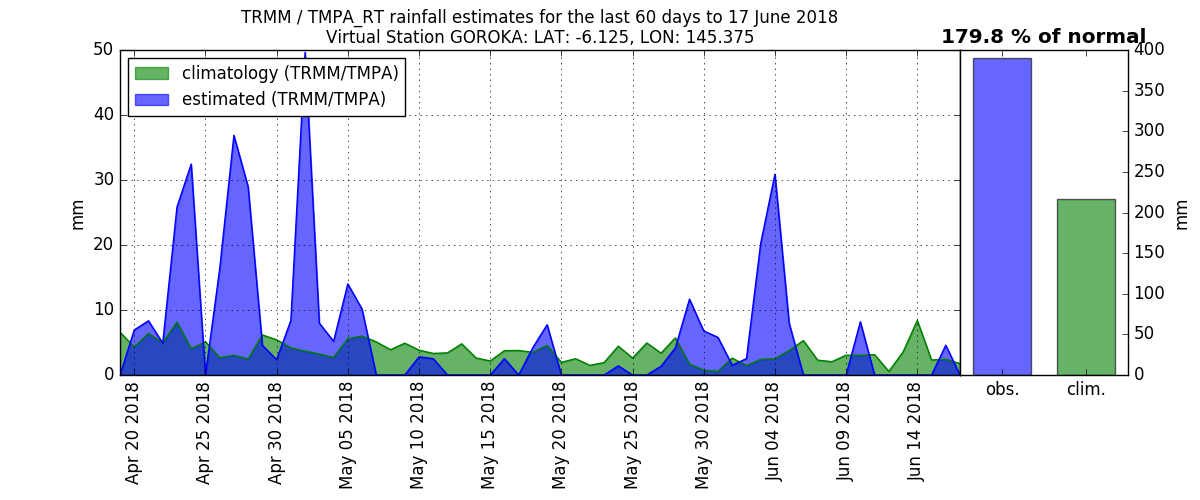 TRMM / TMPA_RT rainfall estimates for the last 60 days to 17 June 2018
Virtual Station GOROKA: LAT: -6.125, LON: 145.375
179.8 % of normal
climatology (TRMM/TMPA)
estimated (TRMM/TMPA)
50
40
30
20
10
0
mm
Apr 20 2018
Apr 25 2018
Apr 30 2018
May 05 2018
May 10 2018
May 15 2018
May 20 2018
May 25 2018
May 30 2018
Jun 04 2018
Jun 09 2018
Jun 14 2018
400
350
300
250
200
150
100
50
0
mm
obs.
clim.